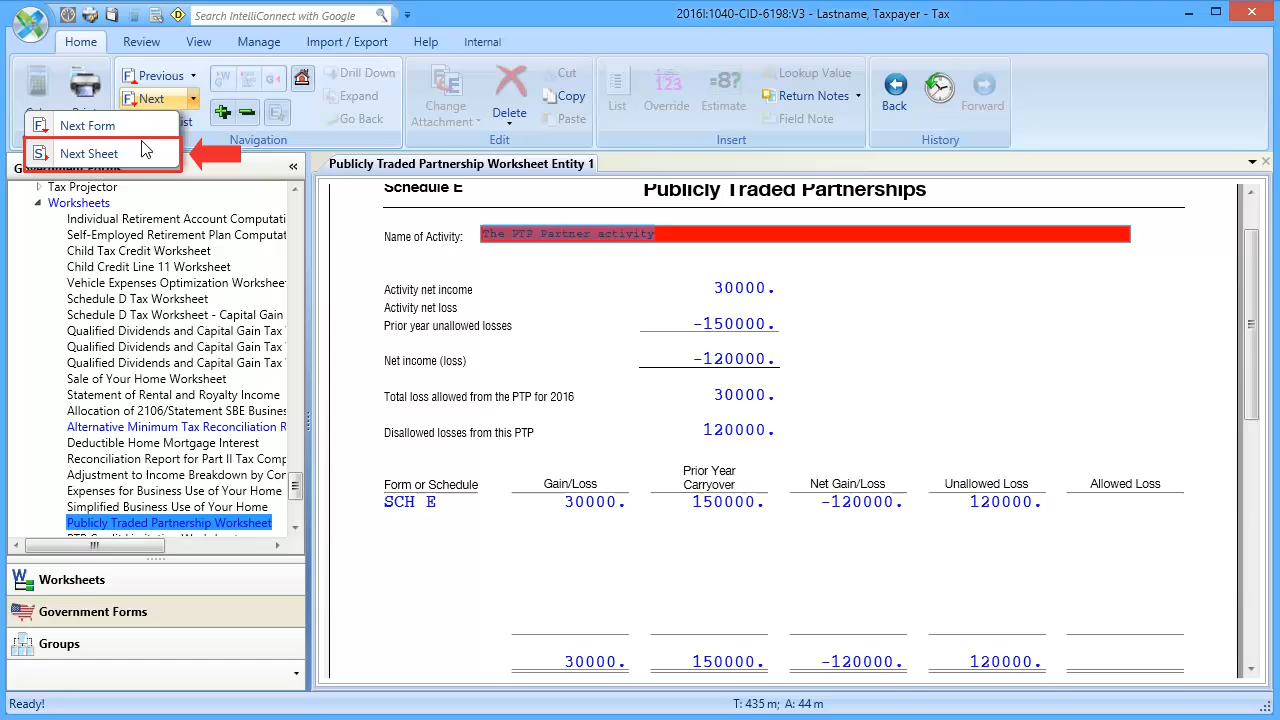 Search IntelliConnect with Google
2016I:1040-CID-6198:V3 - Lastname, Taxpayer - Tax
Home
Review
View
Manage
Import / Export
Help
Internal
Previous
Next
Next Form
Next Sheet
Drill Down
Expand
Go Back
Navigation
Change
Attachment
Delete
Cut
Copy
Paste
Edit
List
123
Override
=8?
Estimate
Lookup Value
Return Notes
Field Note
Insert
Back
Forward
History
Government Forms
«
Tax Projector
Worksheets
Individual Retirement Account Computati
Self-Employed Retirement Plan Computat
Child Tax Credit Worksheet
Child Credit Line 11 Worksheet
Vehicle Expenses Optimization Workshee
Schedule D Tax Worksheet
Schedule D Tax Worksheet - Capital Gain
Qualified Dividends and Capital Gain Tax
Qualified Dividends and Capital Gain Tax
Qualified Dividends and Capital Gain Tax
Sale of Your Home Worksheet
Statement of Rental and Royalty Income
Allocation of 2106/Statement SBE Busines
Alternative Minimum Tax Reconciliation R
Deductible Home Mortgage Interest
Reconciliation Report for Part II Tax Comp
Adjustment to Income Breakdown by Con
Expenses for Business Use of Your Home
Simplified Business Use of Your Home
Publicly Traded Partnership Worksheet
Worksheets
Government Forms
Groups
Publicly Traded Partnership Worksheet Entity 1
Schedule E
Publicly Traded Partnerships
Name of Activity: The PTP Partner activity
Activity net income 30000.
Activity net loss
Prior year unallowed losses -150000.
Net income (loss) -120000.
Total loss allowed from the PTP for 2016 30000.
Disallowed losses from this PTP 120000.
Prior Year
Form or Schedule Gain/Loss Carryover Net Gain/Loss Unallowed Loss Allowed Loss
SCH E 30000. 150000. -120000. 120000.
30000. 150000. -120000. 120000.
Ready!
T: 435 m; A: 44 m